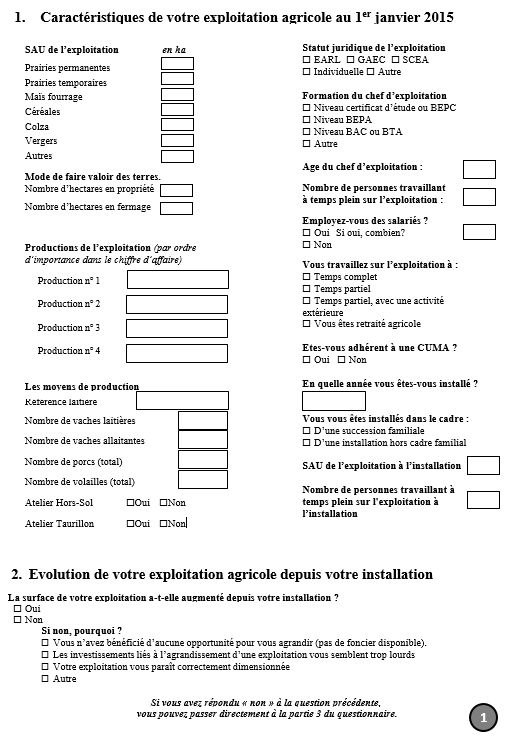 1. Caractéristiques de votre exploitation agricole au 1er janvier 2015
SAU de l'exploitation en ha
Prairies permanentes
Prairies temporaires
Maïs fourrage
Céréales
Colza
Vergers
Autres
Mode de faire valoir des terres.
Nombre d'hectares en propriété
Nombre d'hectares en fermage
Productions de l'exploitation (par ordre
d'importance dans le chiffre d'affaire)
Production n° 1
Production n° 2
Production n° 3
Production n° 4
Les moyens de production
Référence laitière
Nombre de vaches laitières
Nombre de vaches allaitantes
Nombre de porcs (total)
Nombre de volailles (total)
Atelier Hors-Sol ☐Oui ☐Non
Atelier Taurillon ☐Oui ☐Non
Statut juridique de l'exploitation
☐ EARL ☐ GAEC ☐ SCEA
☐ Individuelle ☐ Autre
Formation du chef d'exploitation
☐ Niveau certificat d'étude ou BEPC
☐ Niveau BEPA
☐ Niveau BAC ou BTA
☐ Autre
Age du chef d'exploitation :
Nombre de personnes travaillant
à temps plein sur l'exploitation :
Employez-vous des salariés ?
☐ Oui Si oui, combien?
☐ Non
Vous travaillez sur l'exploitation à :
☐ Temps complet
☐ Temps partiel
☐ Temps partiel, avec une activité
extérieure
☐ Vous êtes retraité agricole
Etes-vous adhérent à une CUMA ?
☐ Oui ☐ Non
En quelle année vous êtes-vous installé ?
Vous vous êtes installés dans le cadre :
☐ D'une succession familiale
☐ D'une installation hors cadre familial
SAU de l'exploitation à l'installation
Nombre de personnes travaillant à
temps plein sur l'exploitation à
l'installation
2. Evolution de votre exploitation agricole depuis votre installation
La surface de votre exploitation a-t-elle augmenté depuis votre installation ?
☐ Oui
☐ Non
Si non, pourquoi ?
☐ Vous n'avez bénéficié d'aucune opportunité pour vous agrandir (pas de foncier disponible).
☐ Les investissements liés à l'agrandissement d'une exploitation vous semblent trop lourds
☐ Votre exploitation vous paraît correctement dimensionnée
☐ Autre
Si vous avez répondu « non » à la question précédente,
vous pouvez passer directement à la partie 3 du questionnaire.
1